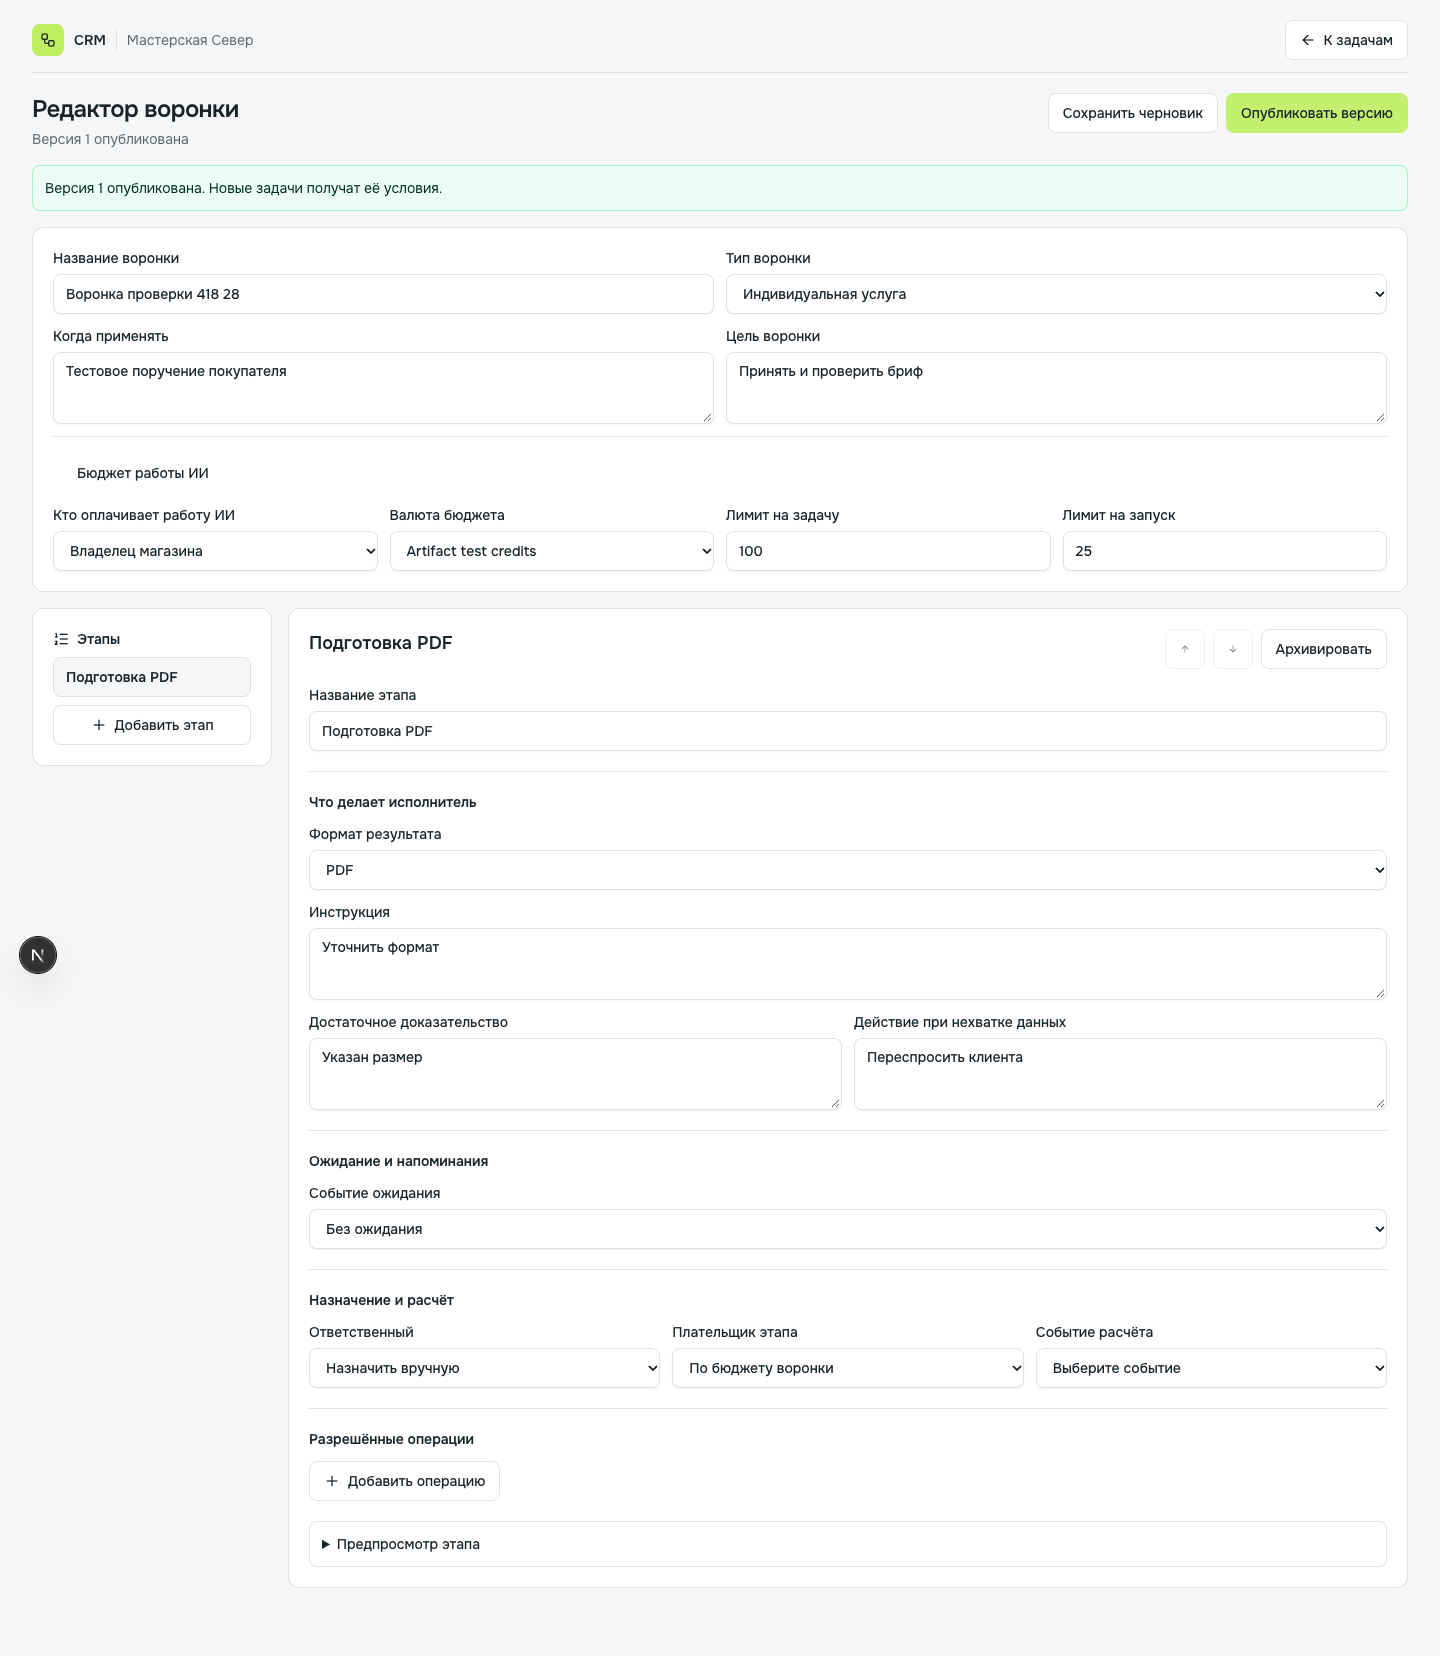 CRM
Мастерская Север
К задачам
Редактор воронки
Сохранить черновик
Опубликовать версию
Версия 1 опубликована
Версия 1 опубликована. Новые задачи получат её условия.
Название воронки
Тип воронки
Воронка проверки 418 28
Индивидуальная услуга
Когда применять
Цель воронки
Тестовое поручение покупателя
Принять и проверить бриф
Бюджет работы ИИ
Кто оплачивает работу ИИ
Валюта бюджета
Лимит на задачу
Лимит на запуск
Владелец магазина
Artifact test credits
100
25
Этапы
Подготовка PDF
Добавить этап
Подготовка PDF
Архивировать
Название этапа
Подготовка PDF
Что делает исполнитель
Формат результата
PDF
Инструкция
Уточнить формат
Достаточное доказательство
Действие при нехватке данных
Указан размер
Переспросить клиента
Ожидание и напоминания
Событие ожидания
Без ожидания
Назначение и расчёт
Ответственный
Плательщик этапа
Событие расчёта
Назначить вручную
По бюджету воронки
Выберите событие
Разрешённые операции
Добавить операцию
Предпросмотр этапа